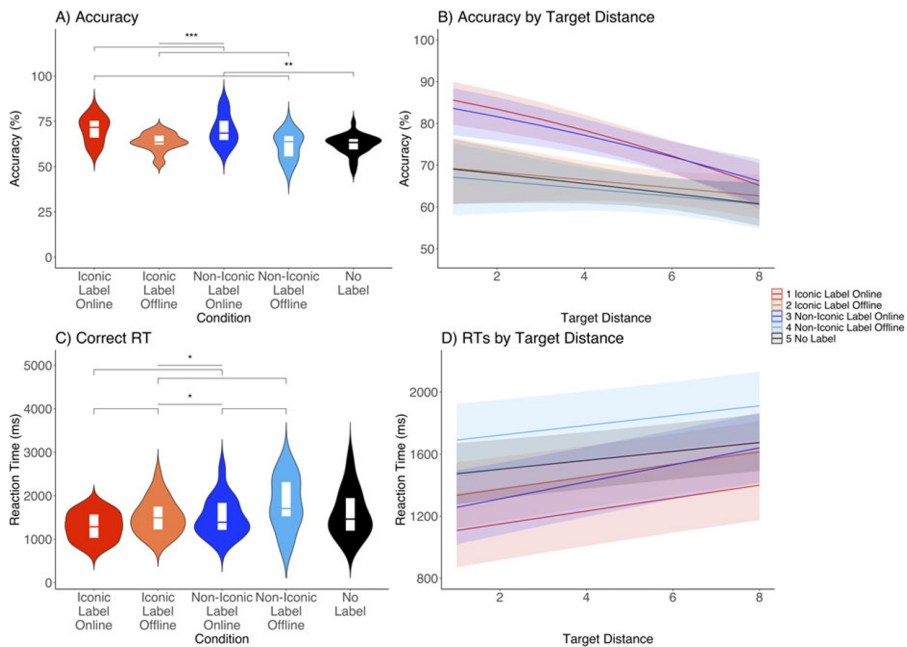 A) Accuracy
***
**
100
75
50
25
0
Accuracy (%)
Iconic Label Online
Iconic Label Offline
Non-Iconic Label Online
Non-Iconic Label Offline
No Label
Condition
B) Accuracy by Target Distance
100
90
80
70
60
50
Accuracy (%)
2
4
6
8
Target Distance
1 Iconic Label Online
2 Iconic Label Offline
3 Non-Iconic Label Online
4 Non-Iconic Label Offline
5 No Label
C) Correct RT
*
*
5000
4000
3000
2000
1000
0
Reaction Time (ms)
Iconic Label Online
Iconic Label Offline
Non-Iconic Label Online
Non-Iconic Label Offline
No Label
Condition
D) RTs by Target Distance
2000
1600
1200
800
Reaction Time (ms)
2
4
6
8
Target Distance